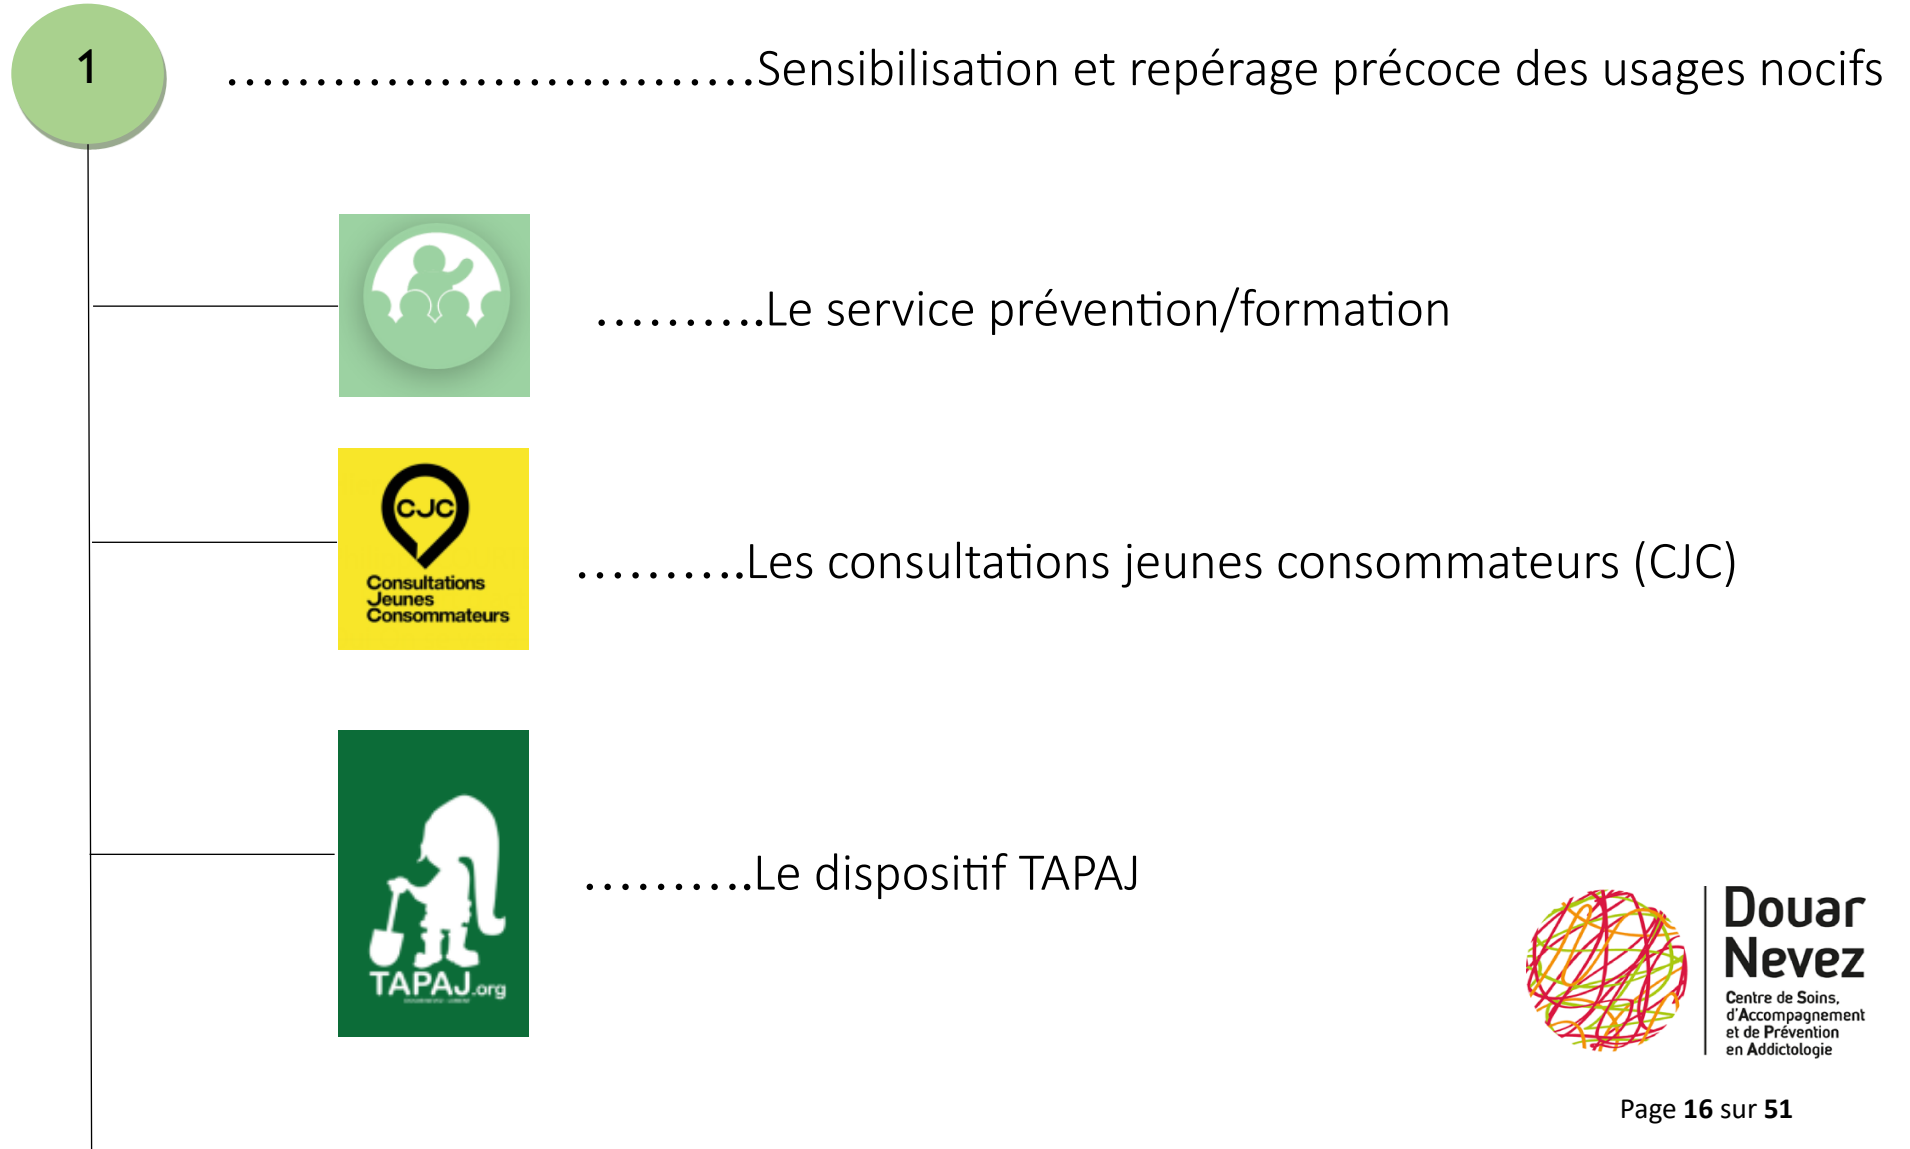 1
..............................Sensibilisation et repérage précoce des usages nocifs
..........Le service prévention/formation
CJC
Consultations
Jeunes
Consommateurs
..........Les consultations jeunes consommateurs (CJC)
TAPAJ.org
..........Le dispositif TAPAJ
Douar
Nevez
Centre de Soins,
d'Accompagnement
et de Prévention
en Addictologie
Page 16 sur 51